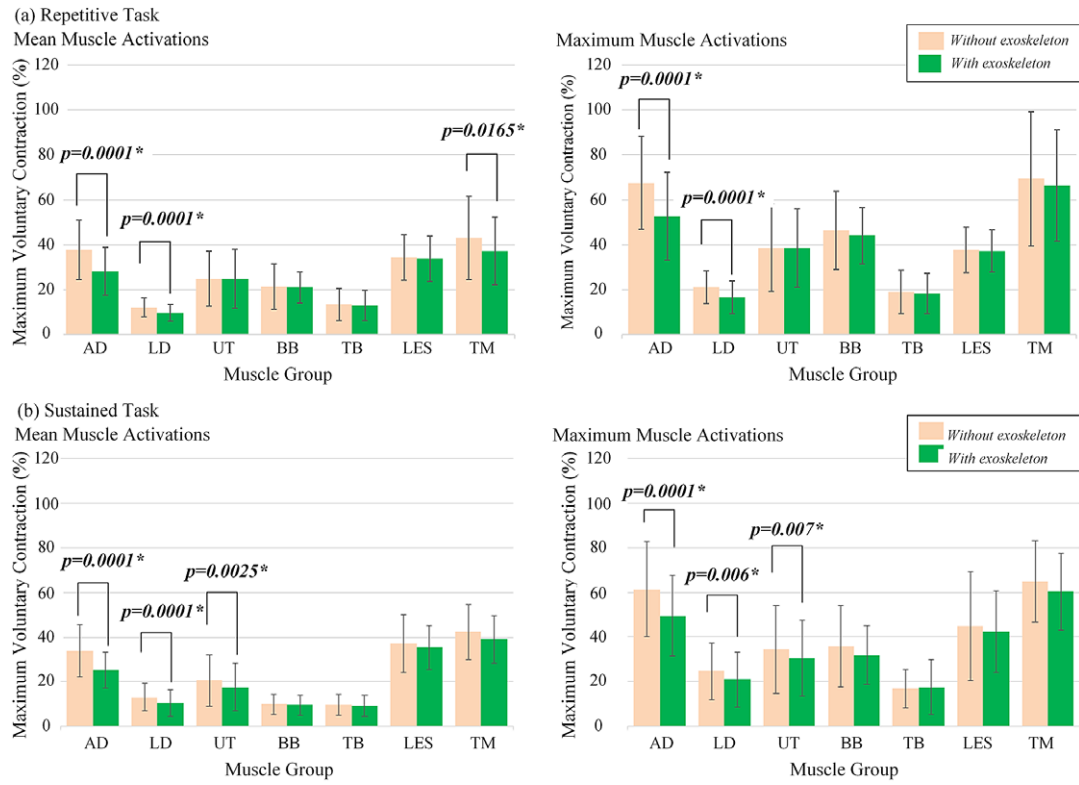 (a) Repetitive Task
Mean Muscle Activations
Maximum Voluntary Contraction (%)
120
100
80
60
40
20
0
p=0.0001*
p=0.0001*
p=0.0165*
AD LD UT BB TB LES TM
Muscle Group
Maximum Muscle Activations
Without exoskeleton
With exoskeleton
Maximum Voluntary Contraction (%)
120
100
80
60
40
20
0
p=0.0001*
p=0.0001*
AD LD UT BB TB LES TM
Muscle Group
(b) Sustained Task
Mean Muscle Activations
Maximum Voluntary Contraction (%)
120
100
80
60
40
20
0
p=0.0001*
p=0.0001*
p=0.0025*
AD LD UT BB TB LES TM
Muscle Group
Maximum Muscle Activations
Without exoskeleton
With exoskeleton
Maximum Voluntary Contraction (%)
120
100
80
60
40
20
0
p=0.0001*
p=0.006*
p=0.007*
AD LD UT BB TB LES TM
Muscle Group